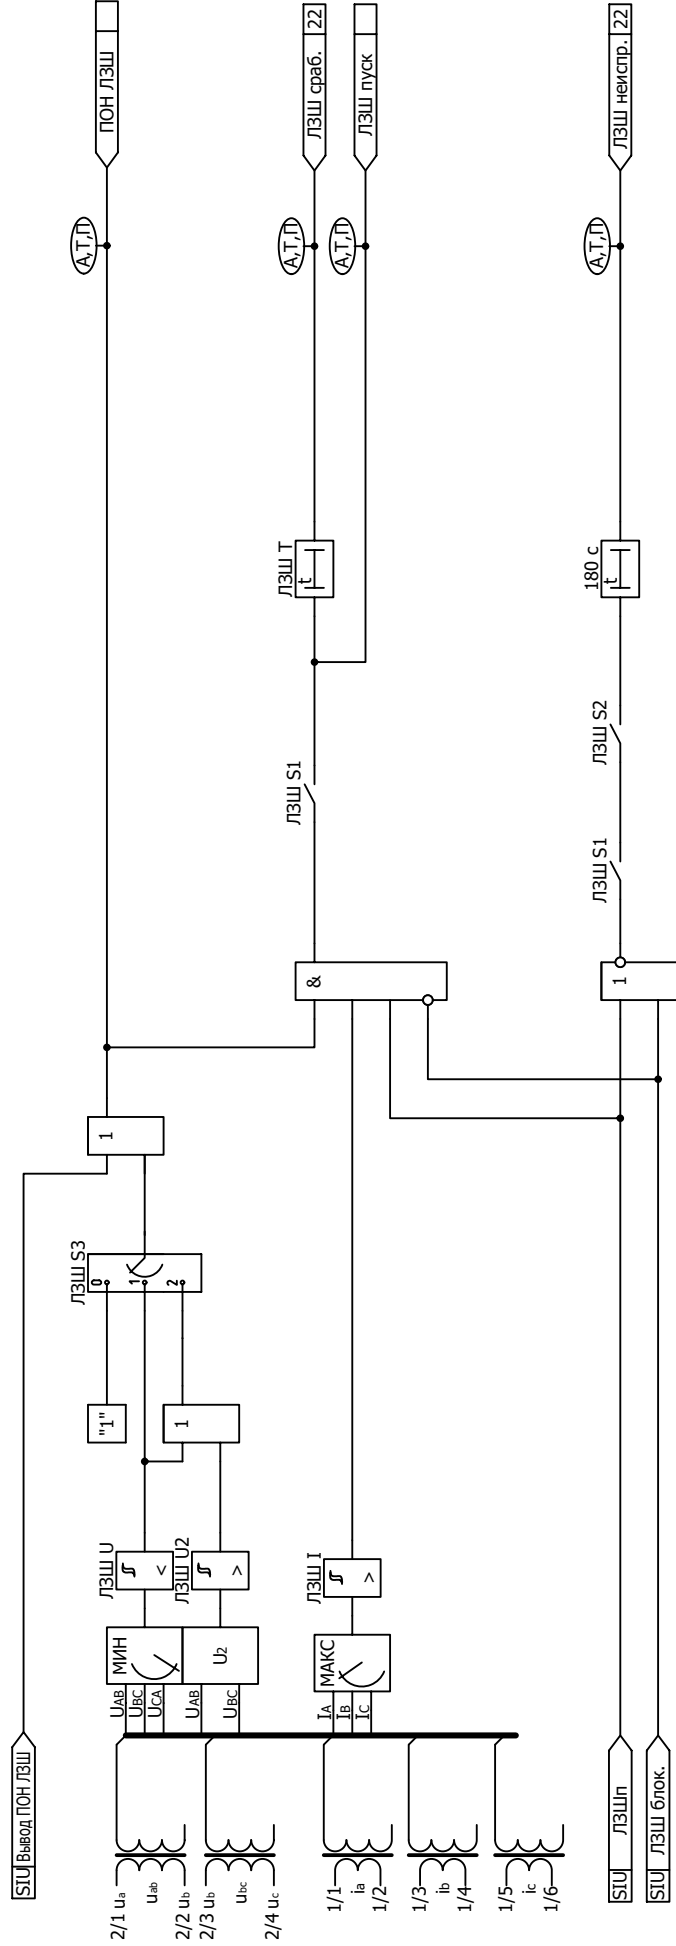 SIU Вывод ПОН ЛЗШ
2/1 ua
uab
2/2 ub
2/3 ub
ubc
2/4 uc
UAB
UBC
UCA
UAB
UBC
МИН
U2
ЛЗШ U
<
ЛЗШ U2
>
"1"
1
ЛЗШ S3
0
1
2
1
А,Т,П
ПОН ЛЗШ
1/1
ia
1/2
1/3
ib
1/4
1/5
ic
1/6
IA
IB
IC
МАКС
ЛЗШ I
>
&
ЛЗШ S1
ЛЗШ T
t
А,Т,П
ЛЗШ сраб. 22
А,Т,П
ЛЗШ пуск
SIU ЛЗШп
SIU ЛЗШ блок.
1
ЛЗШ S1
ЛЗШ S2
180 с
t
А,Т,П
ЛЗШ неиспр. 22